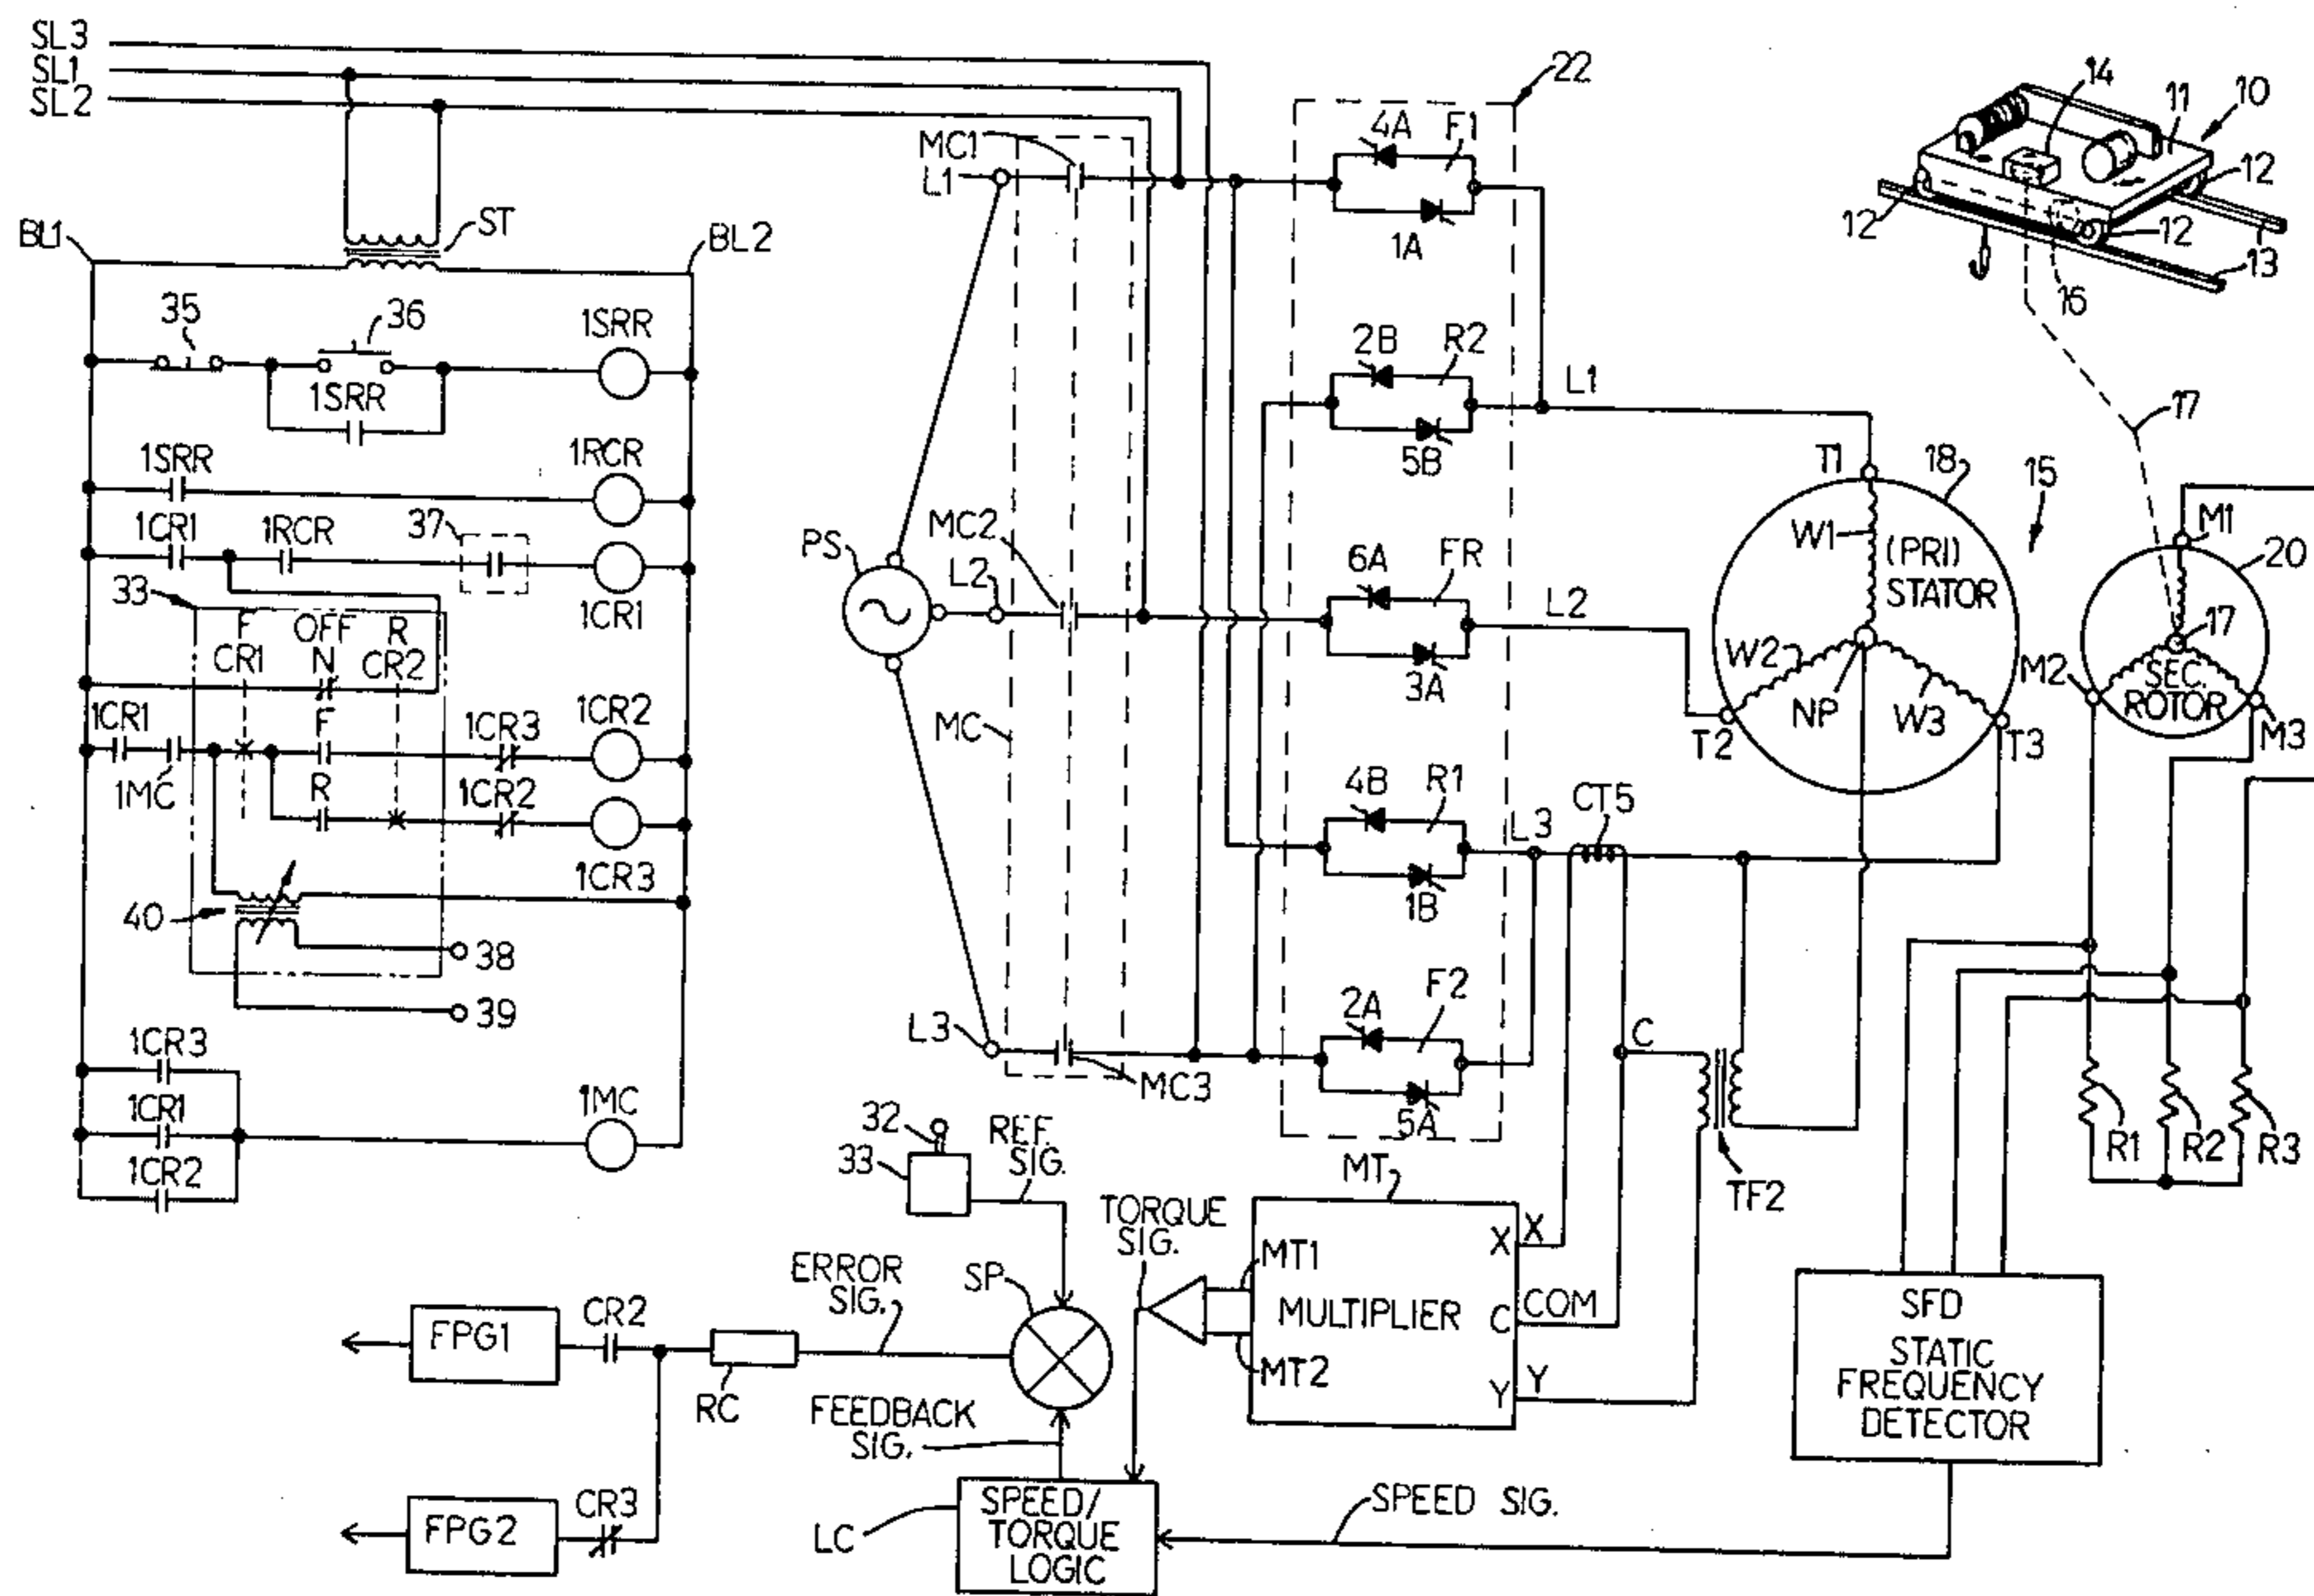 SL3
SL1
SL2
ST
BL1
BL2
35
36
1SRR
1SRR
1SRR
1RCR
1CR1
1RCR
37
1CR1
33
F
CR1
OFF
N
R
CR2
1CR1
1MC
F
1CR3
1CR2
R
1CR2
1CR3
40
38
39
1CR3
1CR1
1CR2
1MC
MC1
L1
PS
MC2
L2
MC
L3
MC3
22
4A
F1
1A
2B
R2
5B
L1
6A
FR
3A
L2
4B
R1
1B
L3
CT5
2A
F2
5A
14
11
10
12
12
12
13
16
17
T1
18
15
W1
(PRI)
STATOR
W2
NP
W3
T2
T3
M1
20
17
M2
SEC.
ROTOR
M3
C
TF2
R1
R2
R3
32
33
REF.
SIG.
TORQUE
SIG.
MT
MT1
MT2
MULTIPLIER
X
X
C
COM
Y
Y
SFD
STATIC
FREQUENCY
DETECTOR
ERROR
SIG.
SP
FPG1
CR2
RC
FEEDBACK
SIG.
FPG2
CR3
LC
SPEED/
TORQUE
LOGIC
SPEED SIG.